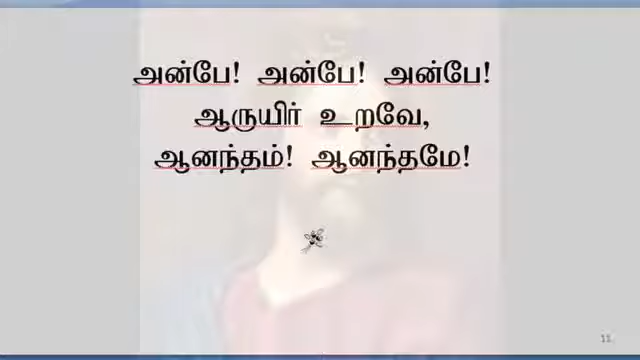 அன்பே! அன்பே! அன்பே!
ஆருயிர் உறவே,
ஆனந்தம்! ஆனந்தமே!
11